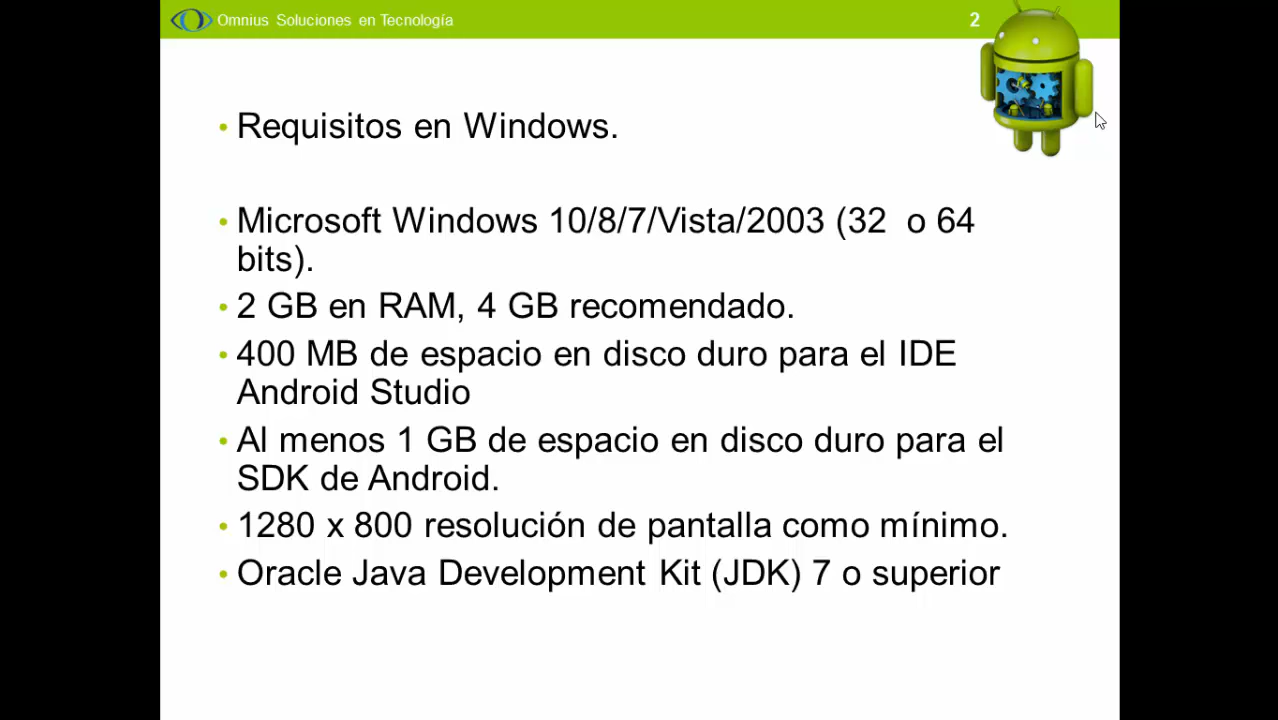 Omnius Soluciones en Tecnología
2
• Requisitos en Windows.
• Microsoft Windows 10/8/7/Vista/2003 (32  o 64
bits).
• 2 GB en RAM, 4 GB recomendado.
• 400 MB de espacio en disco duro para el IDE
Android Studio
• Al menos 1 GB de espacio en disco duro para el
SDK de Android.
• 1280 x 800 resolución de pantalla como mínimo.
• Oracle Java Development Kit (JDK) 7 o superior